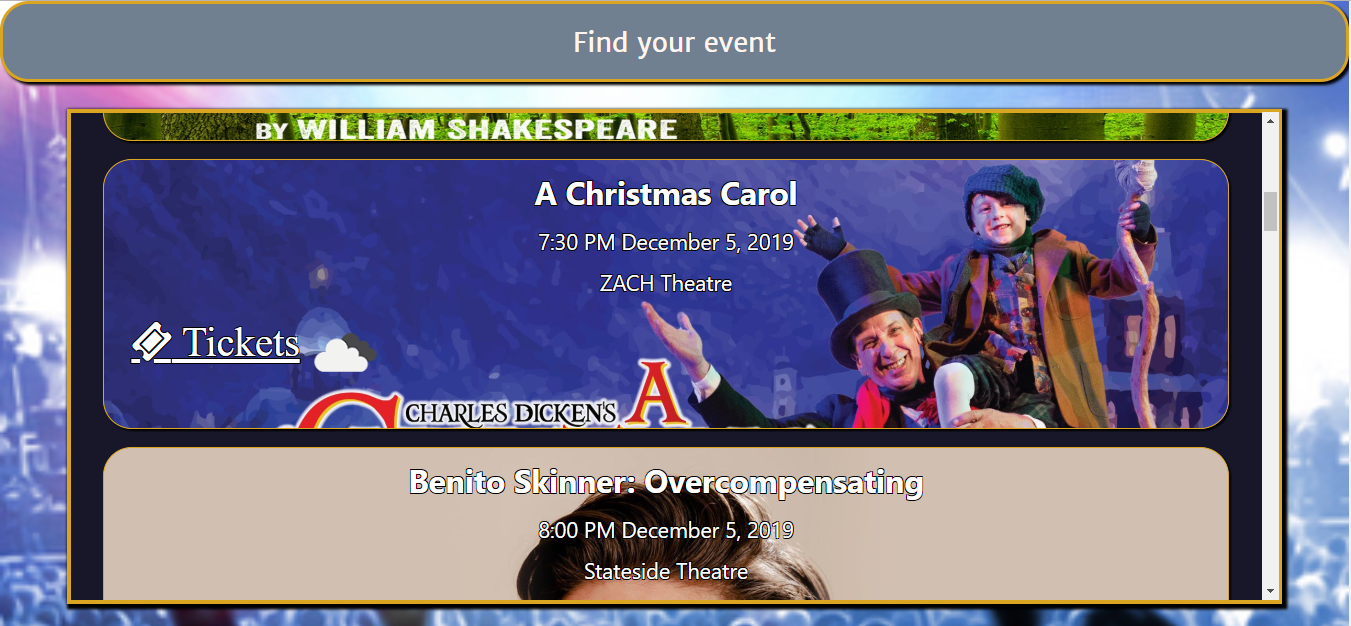 Find your event
BY WILLIAM SHAKESPEARE
A Christmas Carol
7:30 PM December 5, 2019
ZACH Theatre
Tickets
CHARLES DICKEN'S A
Benito Skinner: Overcompensating
8:00 PM December 5, 2019
Stateside Theatre